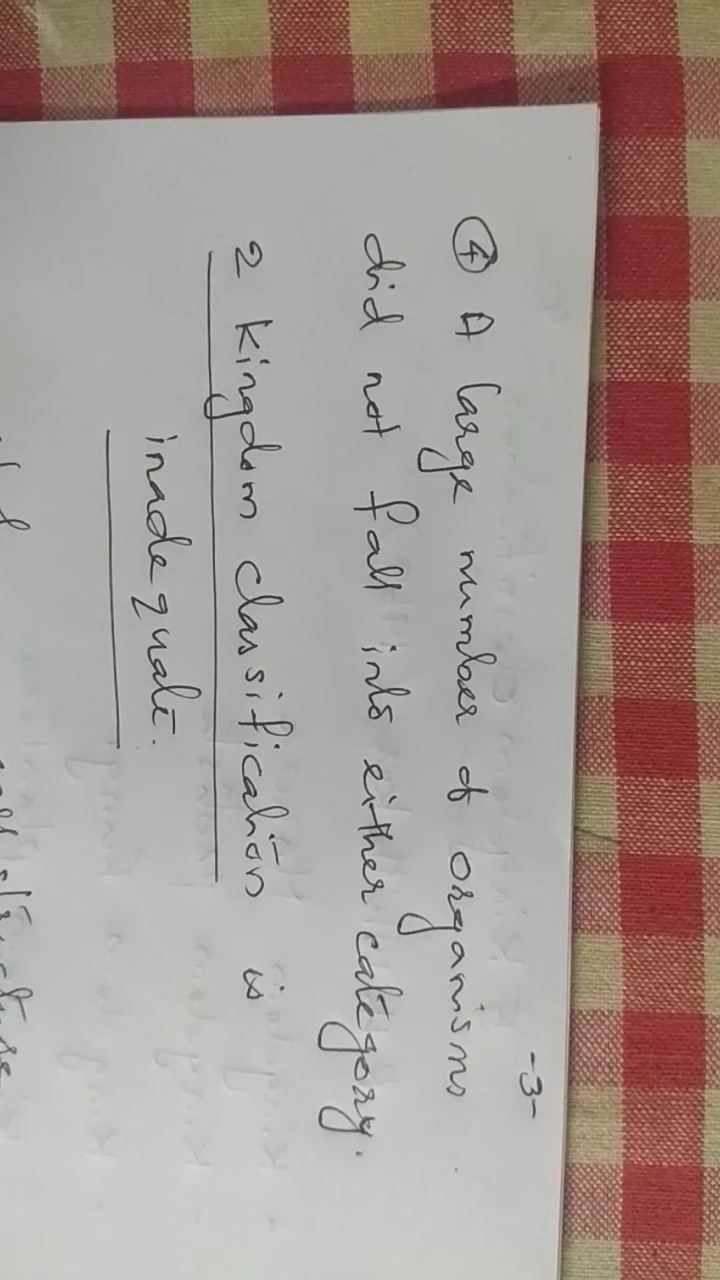 -3-
④ A large number of organisms
did not fall into either category.
2 kingdom classification is
inadequate.